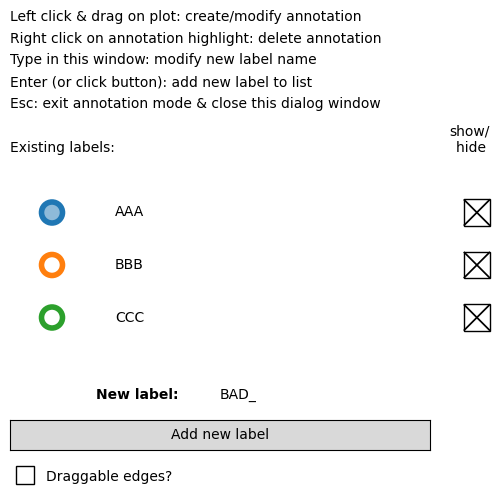 Left click & drag on plot: create/modify annotation
Right click on annotation highlight: delete annotation
Type in this window: modify new label name
Enter (or click button): add new label to list
Esc: exit annotation mode & close this dialog window
show/
Existing labels: hide
AAA
BBB
CCC
New label: BAD_
Add new label
Draggable edges?